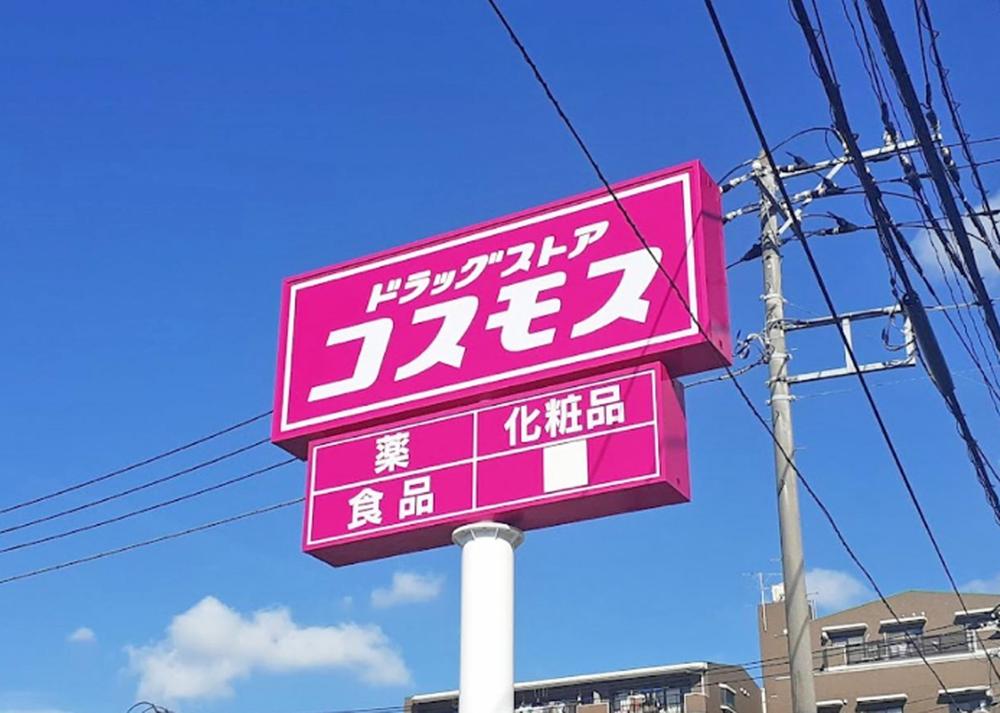 ドラッグストア
コスモス
薬
化粧品
食品